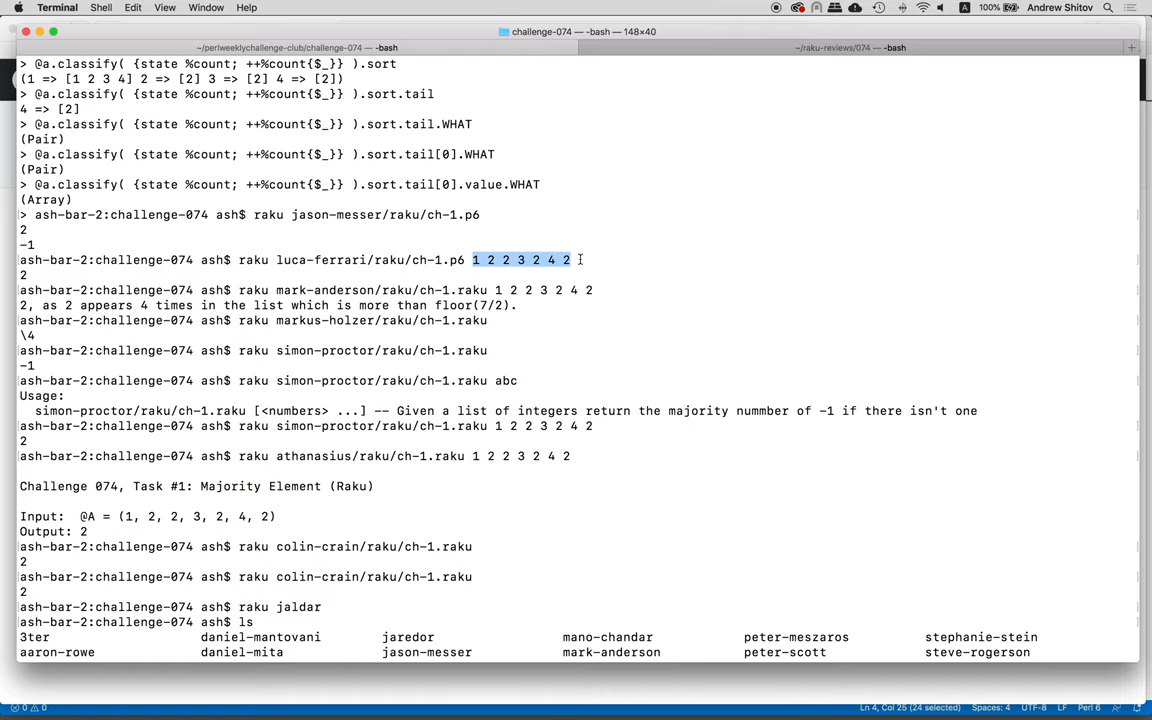 Terminal Shell Edit View Window Help 100% Andrew Shitov
challenge-074 — -bash — 148×40
~/perlweeklychallenge-club/challenge-074 — -bash ~/raku-reviews/074 — -bash
> @a.classify( {state %count; ++%count{$_}} ).sort
(1 => [1 2 3 4] 2 => [2] 3 => [2] 4 => [2])
> @a.classify( {state %count; ++%count{$_}} ).sort.tail
4 => [2]
> @a.classify( {state %count; ++%count{$_}} ).sort.tail.WHAT
(Pair)
> @a.classify( {state %count; ++%count{$_}} ).sort.tail[0].WHAT
(Pair)
> @a.classify( {state %count; ++%count{$_}} ).sort.tail[0].value.WHAT
(Array)
> ash-bar-2:challenge-074 ash$ raku jason-messer/raku/ch-1.p6
2
-1
ash-bar-2:challenge-074 ash$ raku luca-ferrari/raku/ch-1.p6 1 2 2 3 2 4 2
2
ash-bar-2:challenge-074 ash$ raku mark-anderson/raku/ch-1.raku 1 2 2 3 2 4 2
2, as 2 appears 4 times in the list which is more than floor(7/2).
ash-bar-2:challenge-074 ash$ raku markus-holzer/raku/ch-1.raku
\4
ash-bar-2:challenge-074 ash$ raku simon-proctor/raku/ch-1.raku
-1
ash-bar-2:challenge-074 ash$ raku simon-proctor/raku/ch-1.raku abc
Usage:
simon-proctor/raku/ch-1.raku [<numbers> ...] -- Given a list of integers return the majority nummber of -1 if there isn't one
ash-bar-2:challenge-074 ash$ raku simon-proctor/raku/ch-1.raku 1 2 2 3 2 4 2
2
ash-bar-2:challenge-074 ash$ raku athanasius/raku/ch-1.raku 1 2 2 3 2 4 2
Challenge 074, Task #1: Majority Element (Raku)
Input: @A = (1, 2, 2, 3, 2, 4, 2)
Output: 2
ash-bar-2:challenge-074 ash$ raku colin-crain/raku/ch-1.raku
2
ash-bar-2:challenge-074 ash$ raku colin-crain/raku/ch-1.raku
2
ash-bar-2:challenge-074 ash$ raku jaldar
ash-bar-2:challenge-074 ash$ ls
3ter daniel-mantovani jaredor mano-chandar peter-meszaros stephanie-stein
aaron-rowe daniel-mita jason-messer mark-anderson peter-scott steve-rogerson
0 0 Ln 4, Col 25 (24 selected) Spaces: 4 UTF-8 LF Perl 6